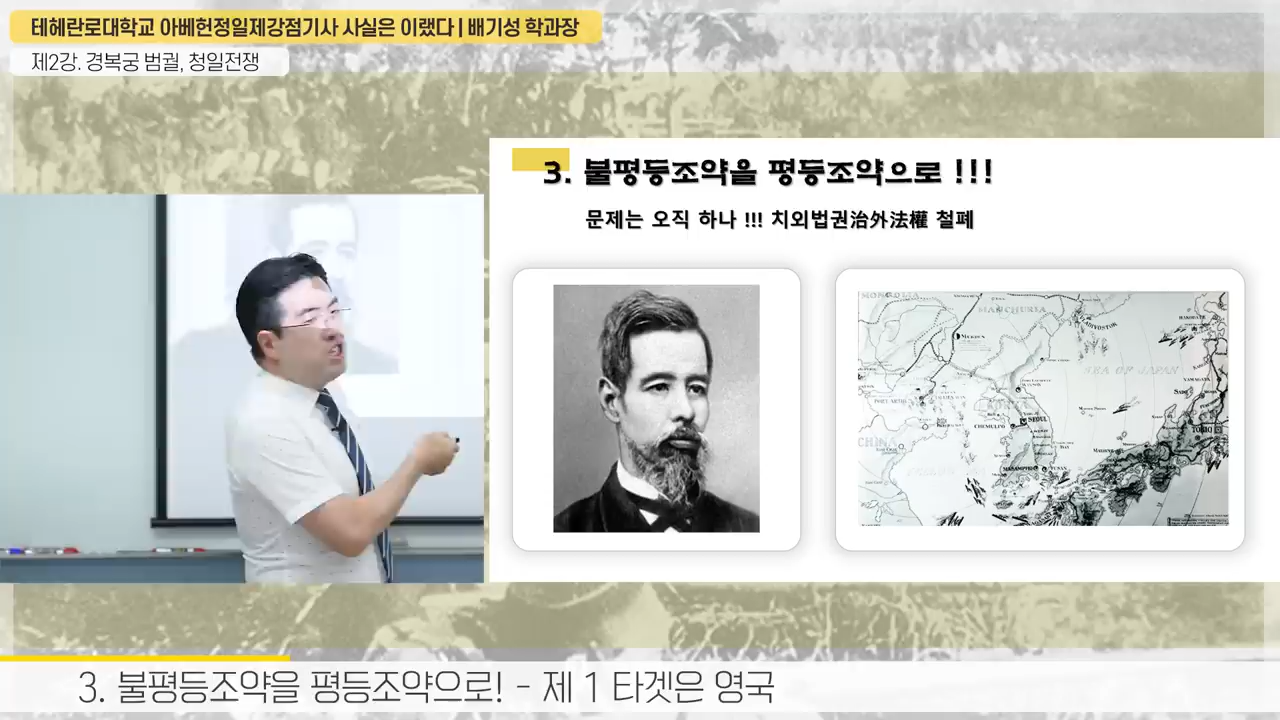 테헤란로대학교 아베헌정일제강점기사 사실은 이랬다 | 배기성 학과장
제2강. 경복궁 범궐, 청일전쟁
3. 불평등조약을 평등조약으로 !!!
문제는 오직 하나 !!! 치외법권治外法權 철폐
MONGOLIA
MANCHURIA
SEA OF JAPAN
SEOUL
CHEMULPO
CHINA
3. 불평등조약을 평등조약으로! - 제 1 타겟은 영국